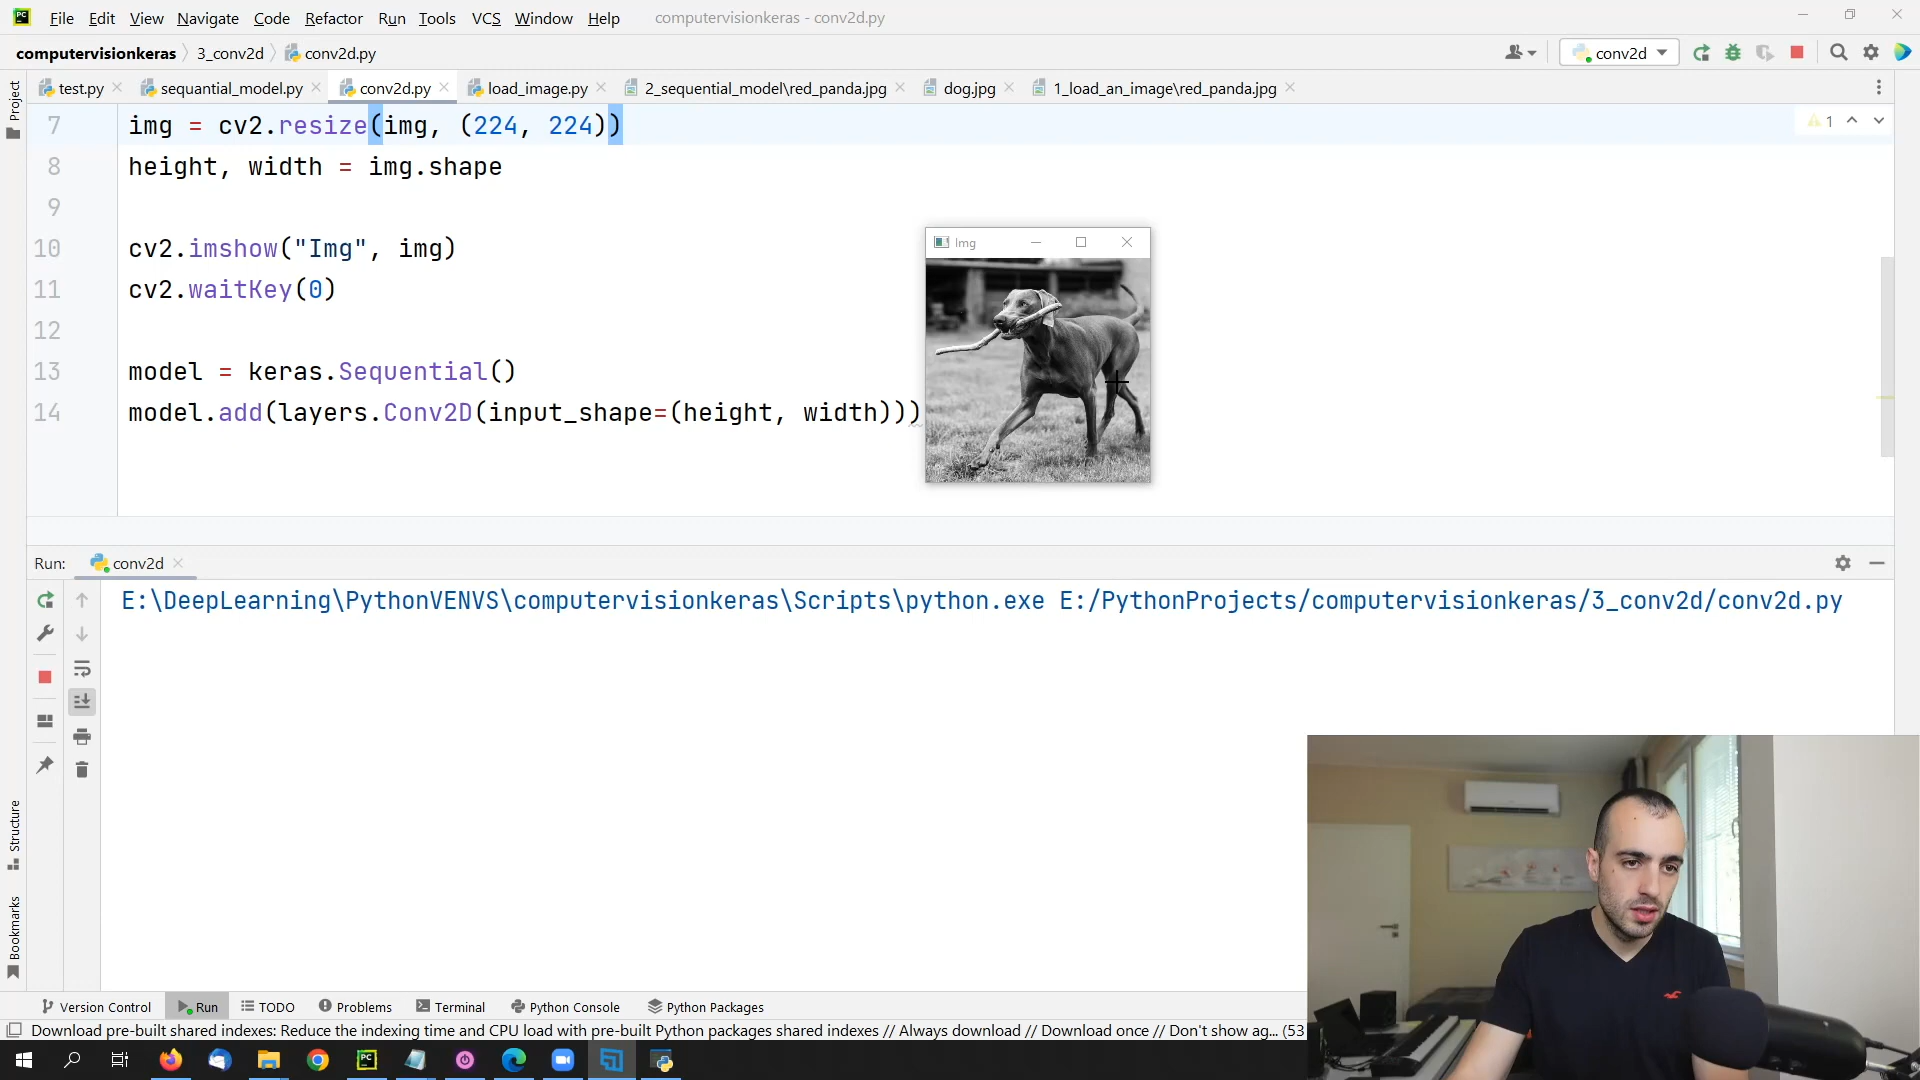 File Edit View Navigate Code Refactor Run Tools VCS Window Help computervisionkeras - conv2d.py
computervisionkeras 3_conv2d conv2d.py conv2d
test.py sequantial_model.py conv2d.py load_image.py 2_sequential_model\red_panda.jpg dog.jpg 1_load_an_image\red_panda.jpg
Project
7 img = cv2.resize(img, (224, 224))
1
8 height, width = img.shape
9
10 cv2.imshow("Img", img)
Img
11 cv2.waitKey(0)
12
13 model = keras.Sequential()
14 model.add(layers.Conv2D(input_shape=(height, width)))
Run: conv2d
E:\DeepLearning\PythonVENVS\computervisionkeras\Scripts\python.exe E:/PythonProjects/computervisionkeras/3_conv2d/conv2d.py
Structure
Bookmarks
Version Control Run TODO Problems Terminal Python Console Python Packages
Download pre-built shared indexes: Reduce the indexing time and CPU load with pre-built Python packages shared indexes // Always download // Download once // Don't show ag... (53